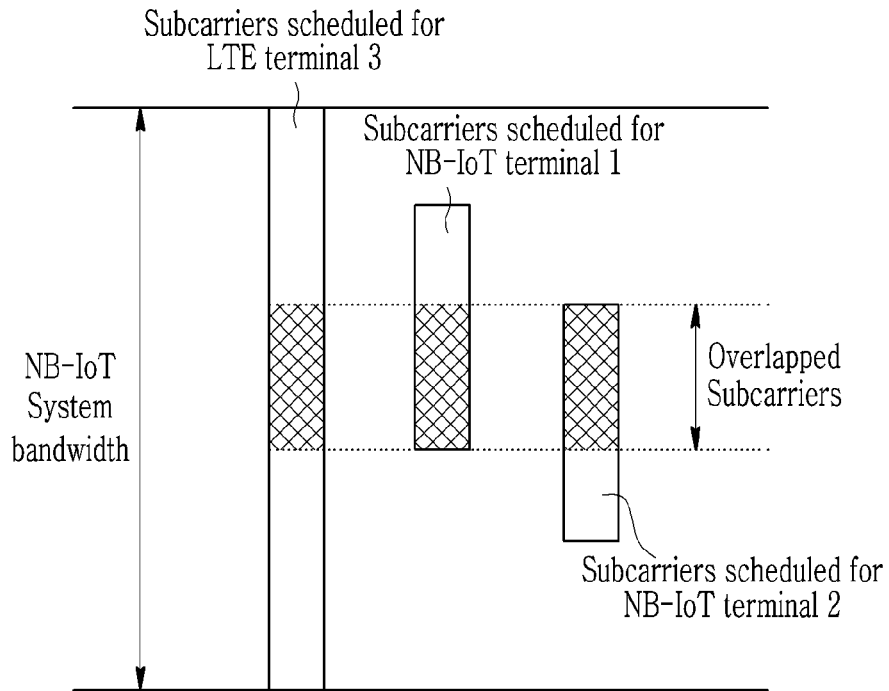 Subcarriers scheduled for
LTE terminal 3
Subcarriers scheduled for
NB-IoT terminal 1
NB-IoT
System
bandwidth
Overlapped
Subcarriers
Subcarriers scheduled for
NB-IoT terminal 2